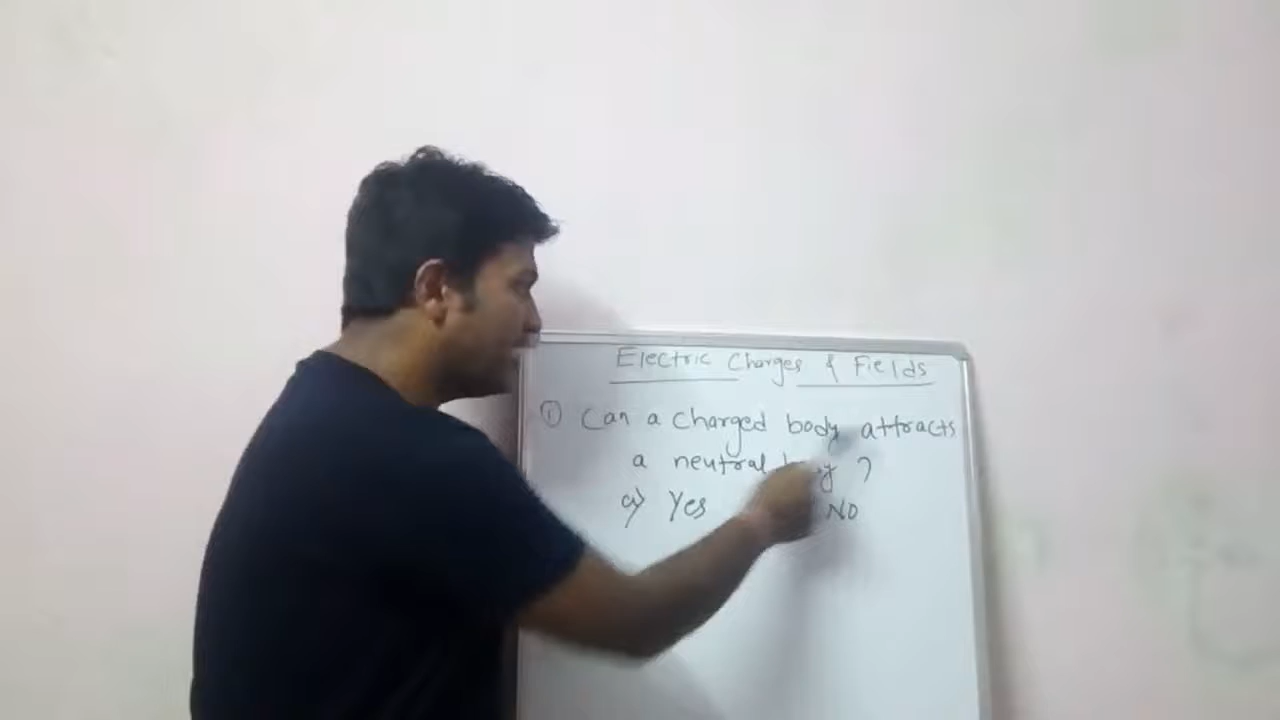 Electric Charges & Fields
① Can a charged body attracts
a neutral body ?
a) Yes NO